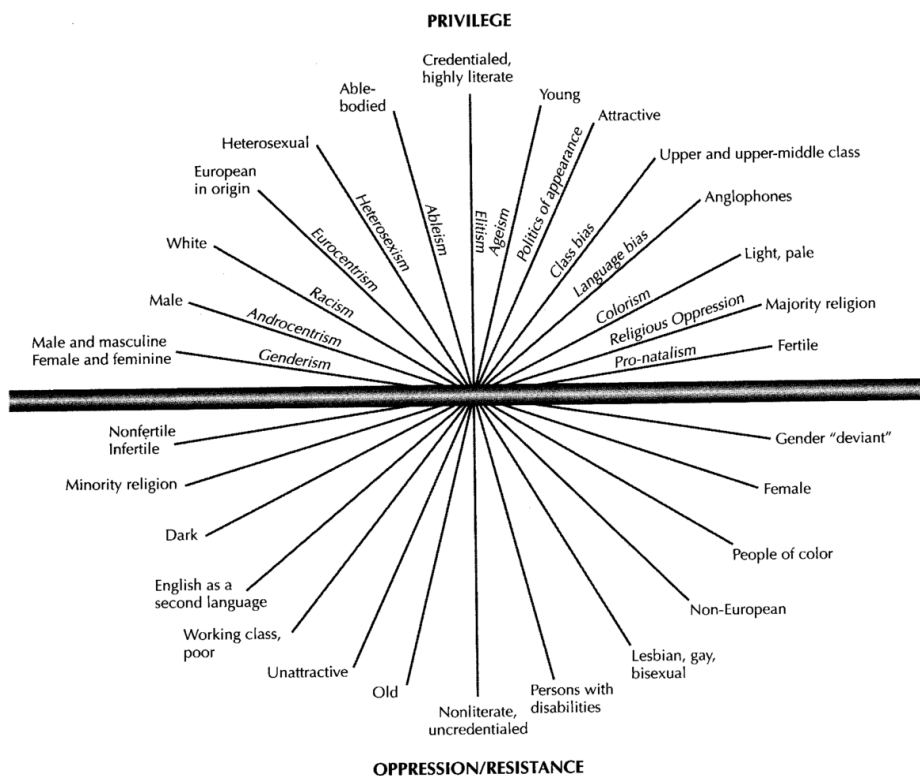 PRIVILEGE
Credentialed,
highly literate
Able-
bodied
Young
Attractive
Heterosexual
Upper and upper-middle class
European
in origin
Anglophones
White
Light, pale
Male
Majority religion
Male and masculine
Female and feminine
Fertile
Genderism
Androcentrism
Racism
Eurocentrism
Heterosexism
Ableism
Elitism
Ageism
Politics of appearance
Class bias
Language bias
Colorism
Religious Oppression
Pro-natalism
Nonfertile
Infertile
Gender “deviant”
Minority religion
Female
Dark
People of color
English as a
second language
Non-European
Working class,
poor
Lesbian, gay,
bisexual
Unattractive
Old
Persons with
disabilities
Nonliterate,
uncredentialed
OPPRESSION/RESISTANCE